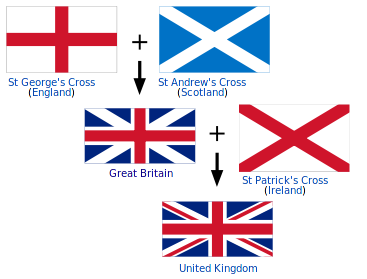 St George's Cross
(England)
+
St Andrew's Cross
(Scotland)
Great Britain
+
St Patrick's Cross
(Ireland)
United Kingdom